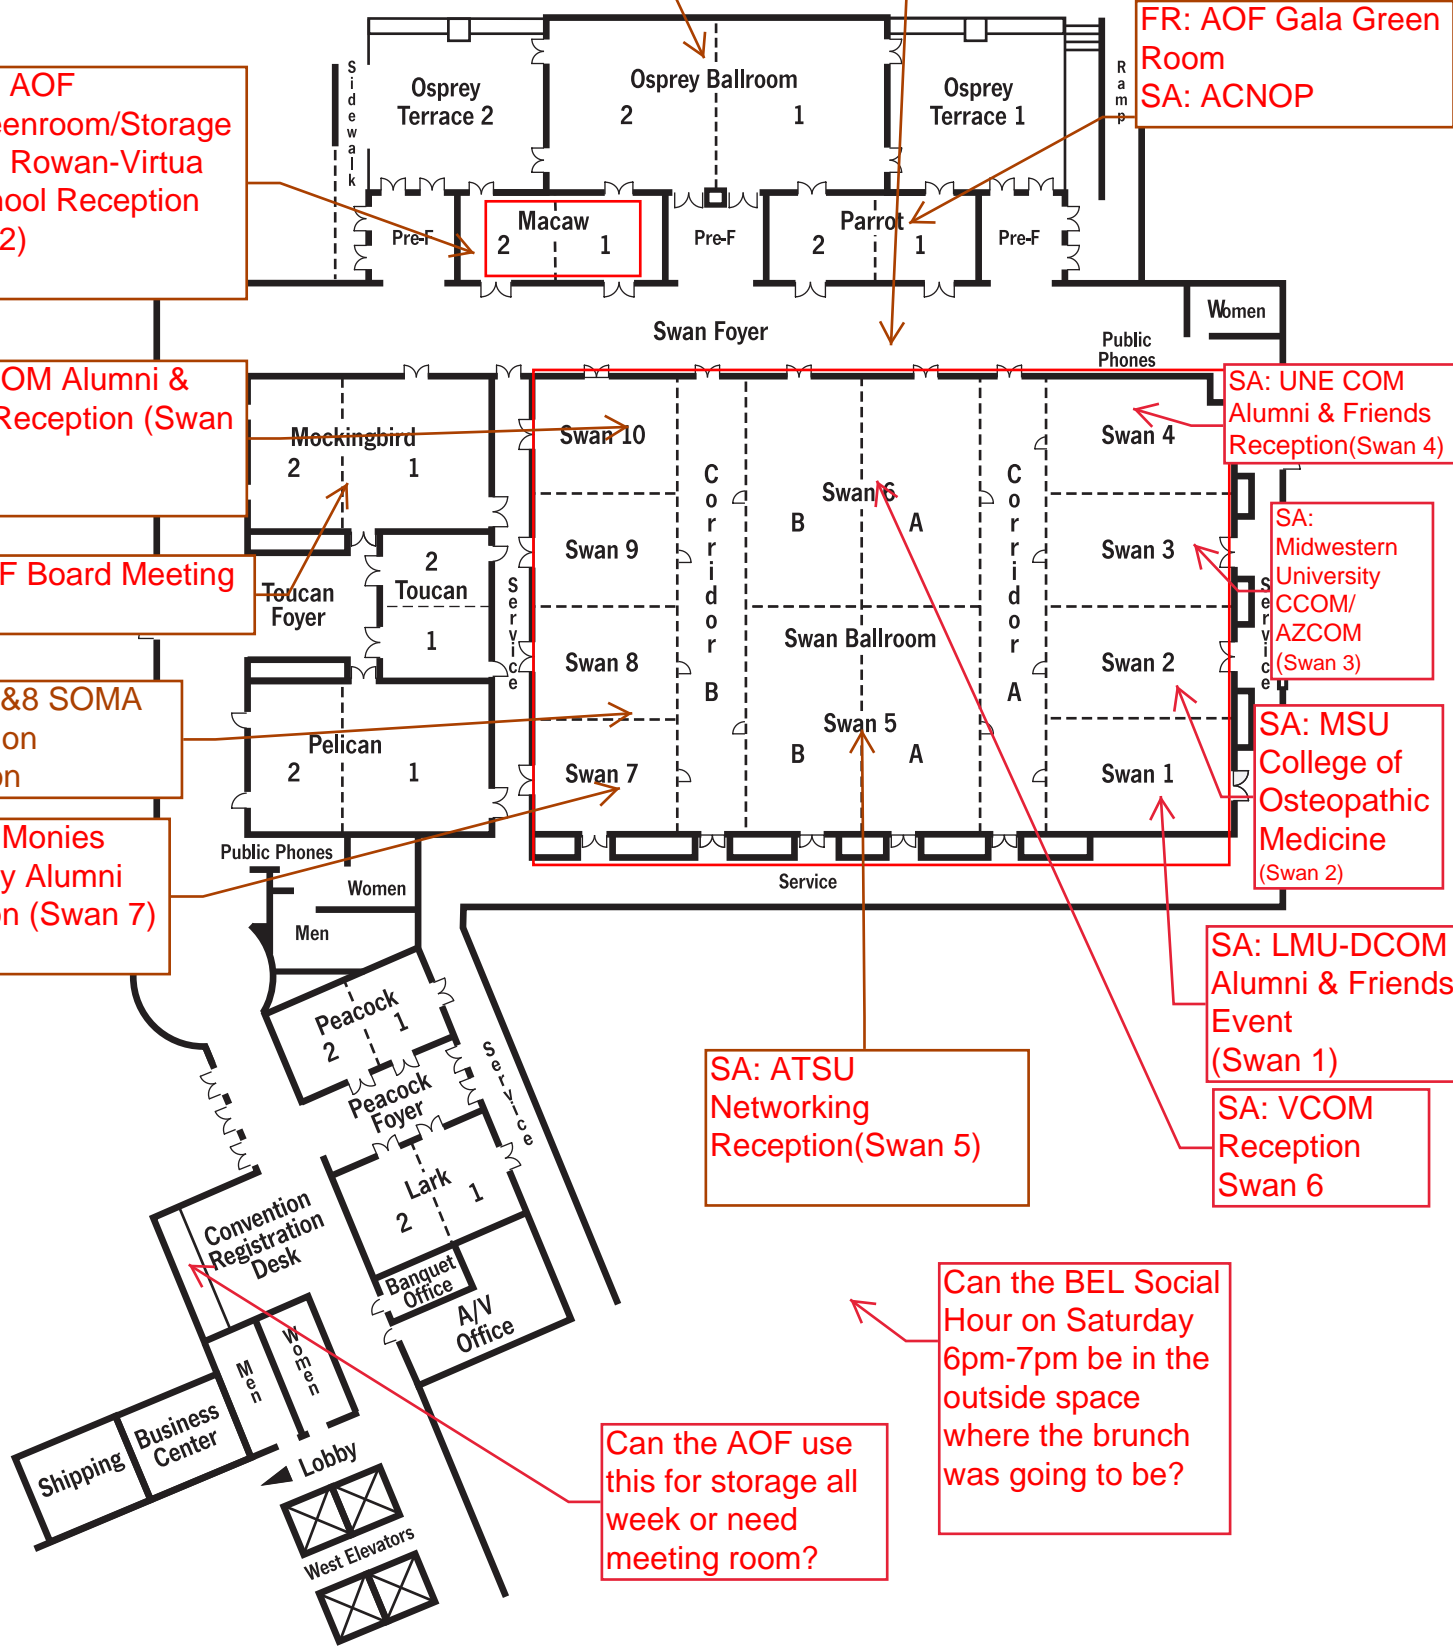 FR: AOF Gala Green
Room
SA: ACNOP
AOF
eenroom/Storage
Rowan-Virtua
hool Reception
2)
Sidewalk
Osprey
Terrace 2
Osprey Ballroom
2 1
Osprey
Terrace 1
Ramp
Pre-F
Macaw
2 1
Pre-F
Parrot
2 1
Pre-F
Swan Foyer
Women
Public
Phones
OM Alumni &
Reception (Swan
Mockingbird
2 1
Swan 10
Corridor B
Swan 6
B A
Corridor A
Swan 4
SA: UNE COM
Alumni & Friends
Reception(Swan 4)
F Board Meeting
Toucan
Foyer
2
Toucan
1
Service
Swan 9
Swan 3
SA:
Midwestern
University
CCOM/
AZCOM
(Swan 3)
Service
Swan Ballroom
Swan 8
Swan 2
&8 SOMA
on
on
Pelican
2 1
Swan 5
B A
Swan 7
Swan 1
SA: MSU
College of
Osteopathic
Medicine
(Swan 2)
Monies
y Alumni
on (Swan 7)
Public Phones
Women
Men
Service
SA: LMU-DCOM
Alumni & Friends
Event
(Swan 1)
Peacock
2 1
Peacock
Foyer
Service
SA: ATSU
Networking
Reception(Swan 5)
SA: VCOM
Reception
Swan 6
Lark
2 1
Convention
Registration
Desk
Banquet
Office
A/V
Office
Can the BEL Social
Hour on Saturday
6pm-7pm be in the
outside space
where the brunch
was going to be?
Men
Women
Shipping
Business
Center
Lobby
West Elevators
Can the AOF use
this for storage all
week or need
meeting room?